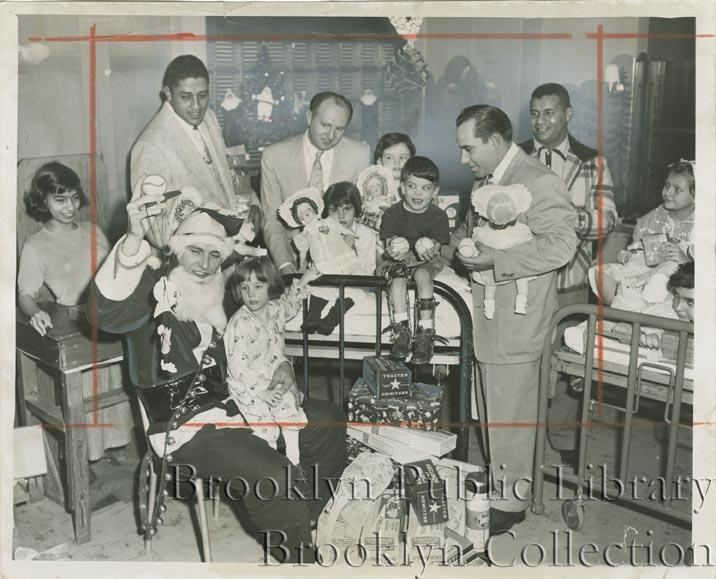 TRACTOR
HOWITZER
Brooklyn Public Library
Brooklyn Collection